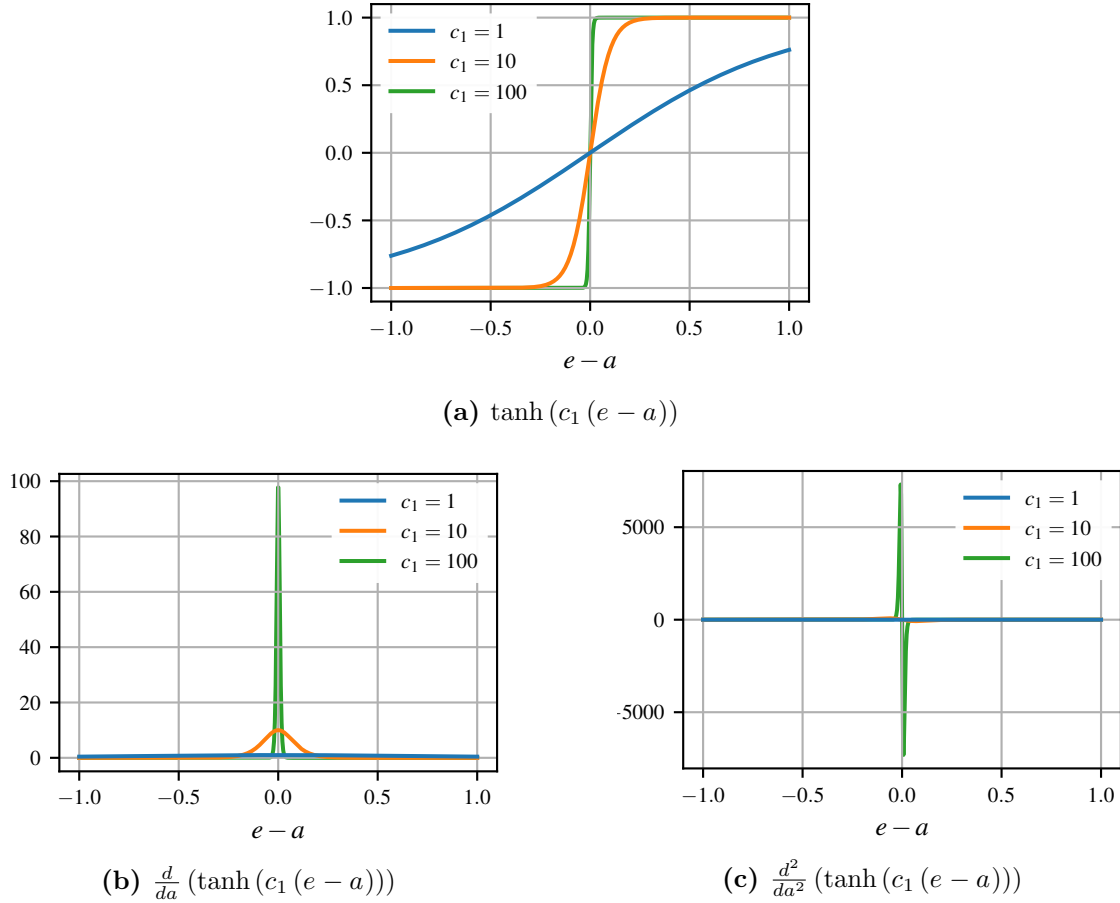 1.0
0.5
0.0
−0.5
−1.0
c₁ = 1
c₁ = 10
c₁ = 100
−1.0 −0.5 0.0 0.5 1.0
e − a
(a) tanh (c₁ (e − a))
100
80
60
40
20
0
c₁ = 1
c₁ = 10
c₁ = 100
−1.0 −0.5 0.0 0.5 1.0
e − a
(b) d/da (tanh (c₁ (e − a)))
5000
0
-5000
c₁ = 1
c₁ = 10
c₁ = 100
−1.0 −0.5 0.0 0.5 1.0
e − a
(c) d²/da² (tanh (c₁ (e − a)))